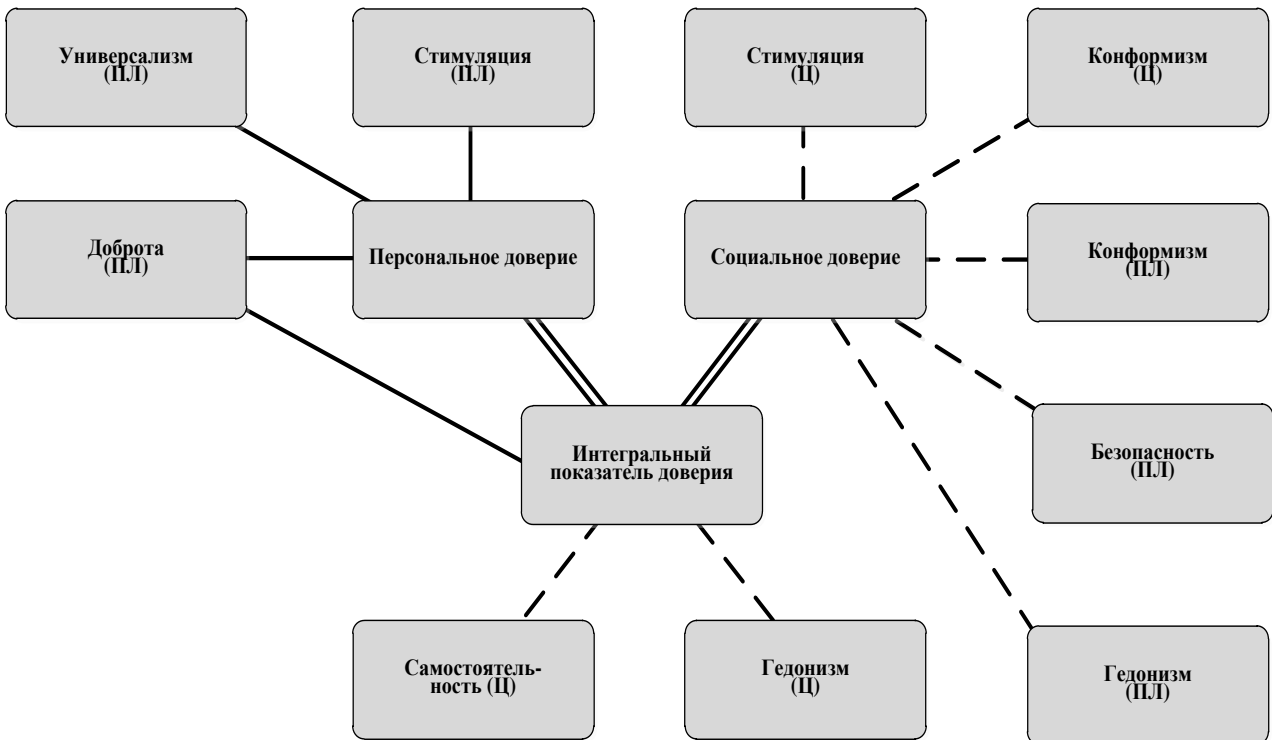 Универсализм
(ПЛ)
Стимуляция
(ПЛ)
Стимуляция
(Ц)
Конформизм
(Ц)
Доброта
(ПЛ)
Персональное доверие
Социальное доверие
Конформизм
(ПЛ)
Интегральный
показатель доверия
Безопасность
(ПЛ)
Самостоятель-
ность (Ц)
Гедонизм
(Ц)
Гедонизм
(ПЛ)